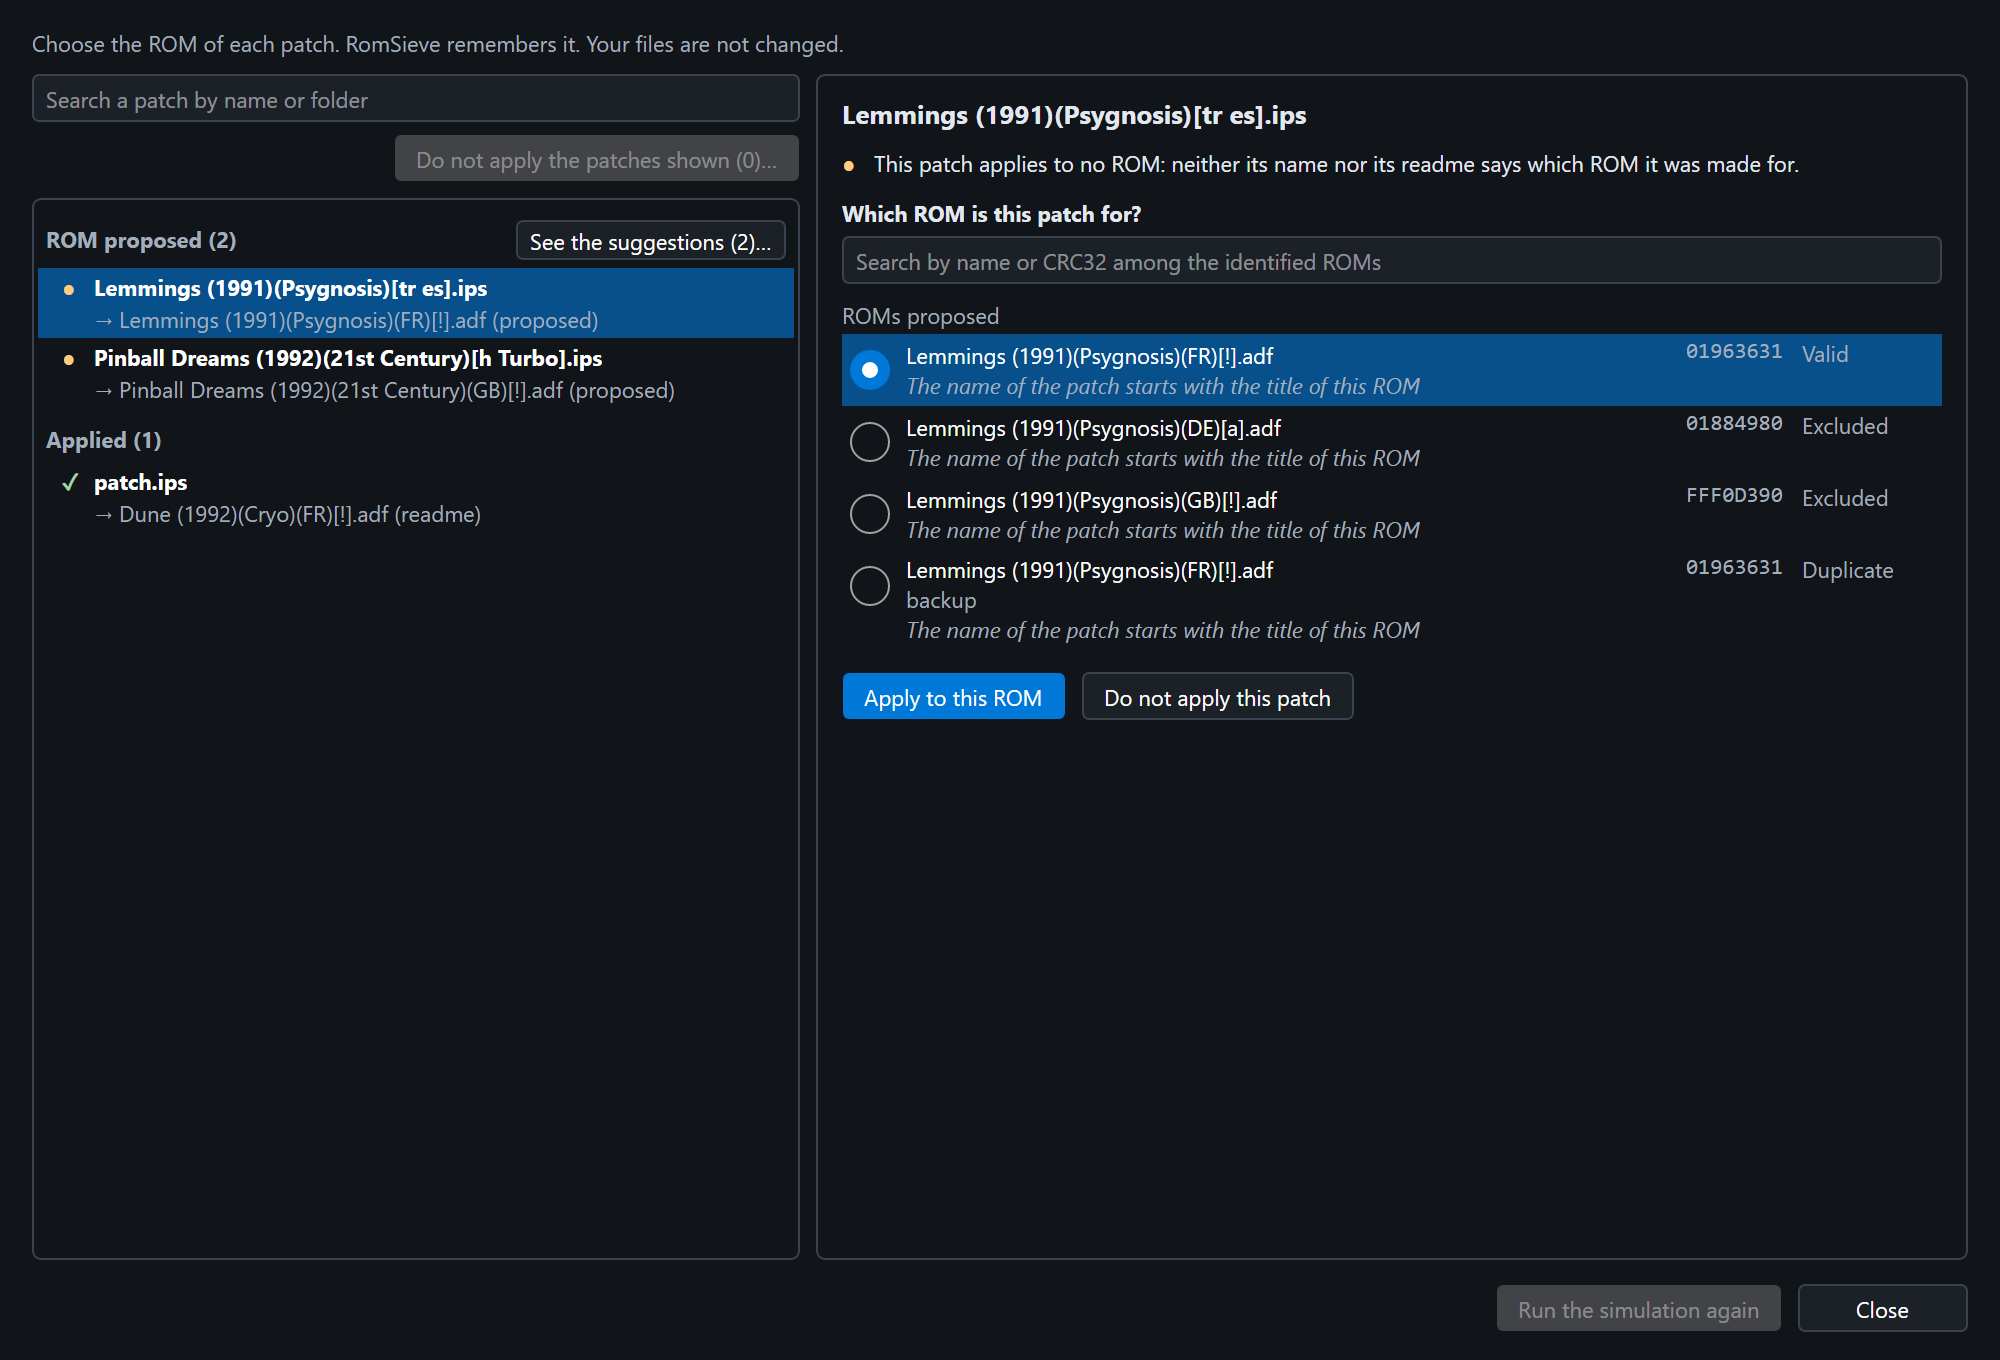 Choose the ROM of each patch. RomSieve remembers it. Your files are not changed.
Search a patch by name or folder
Do not apply the patches shown (0)...
ROM proposed (2)
See the suggestions (2)...
Lemmings (1991)(Psygnosis)[tr es].ips
→ Lemmings (1991)(Psygnosis)(FR)[!].adf (proposed)
Pinball Dreams (1992)(21st Century)[h Turbo].ips
→ Pinball Dreams (1992)(21st Century)(GB)[!].adf (proposed)
Applied (1)
✓ patch.ips
→ Dune (1992)(Cryo)(FR)[!].adf (readme)
Lemmings (1991)(Psygnosis)[tr es].ips
This patch applies to no ROM: neither its name nor its readme says which ROM it was made for.
Which ROM is this patch for?
Search by name or CRC32 among the identified ROMs
ROMs proposed
Lemmings (1991)(Psygnosis)(FR)[!].adf 01963631 Valid
The name of the patch starts with the title of this ROM
Lemmings (1991)(Psygnosis)(DE)[a].adf 01884980 Excluded
The name of the patch starts with the title of this ROM
Lemmings (1991)(Psygnosis)(GB)[!].adf FFF0D390 Excluded
The name of the patch starts with the title of this ROM
Lemmings (1991)(Psygnosis)(FR)[!].adf 01963631 Duplicate
backup
The name of the patch starts with the title of this ROM
Apply to this ROM
Do not apply this patch
Run the simulation again
Close